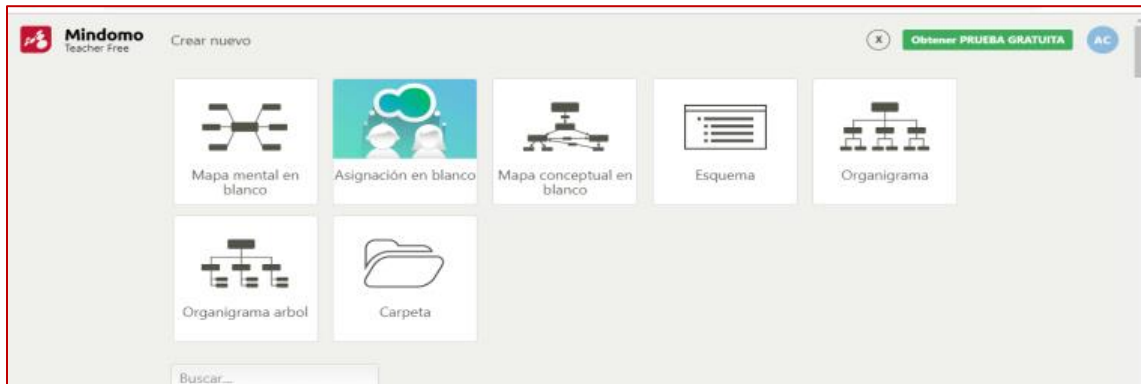 Mindomo
Teacher Free
Crear nuevo
X
Obtener PRUEBA GRATUITA
AC
Mapa mental en
blanco
Asignación en blanco
Mapa conceptual en
blanco
Esquema
Organigrama
Organigrama arbol
Carpeta
Buscar...